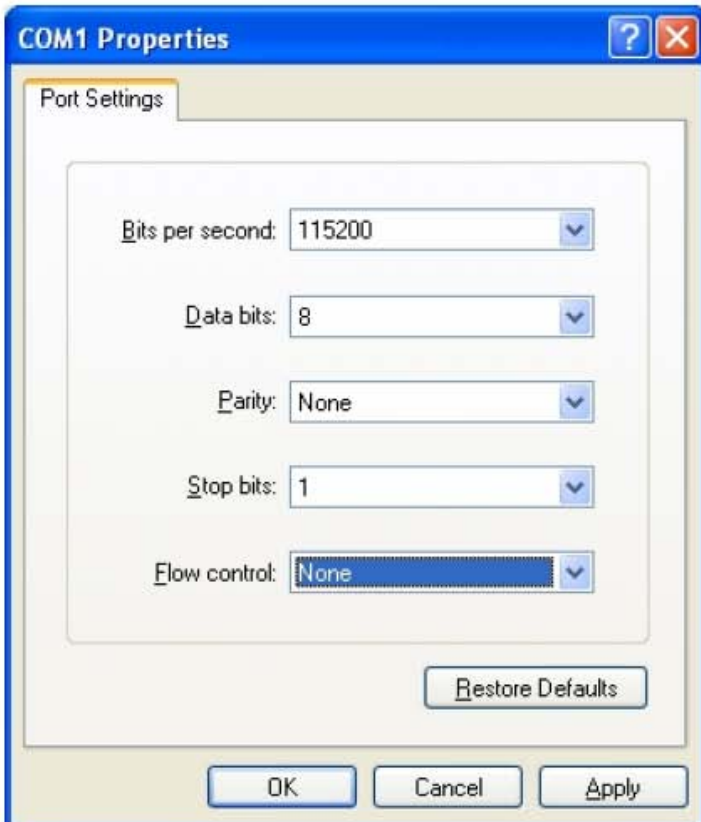 COM1 Properties
?
Port Settings
Bits per second: 115200
Data bits: 8
Parity: None
Stop bits: 1
Flow control: None
Restore Defaults
OK Cancel Apply